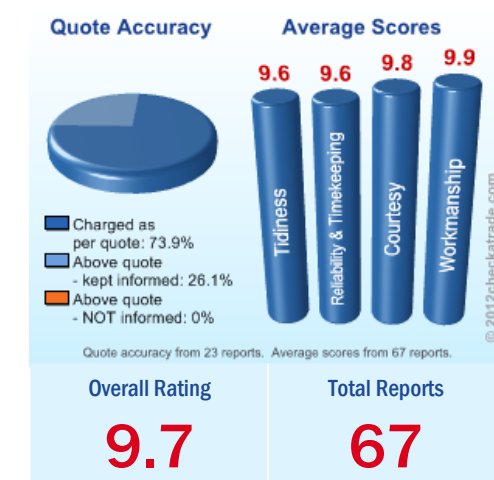 Quote Accuracy
Average Scores
9.6
9.6
9.8
9.9
Tidiness
Reliability & Timekeeping
Courtesy
Workmanship
Charged as
per quote: 73.9%
Above quote
- kept informed: 26.1%
Above quote
- NOT informed: 0%
© 2012checkatrade.com
Quote accuracy from 23 reports. Average scores from 67 reports.
Overall Rating
Total Reports
9.7
67